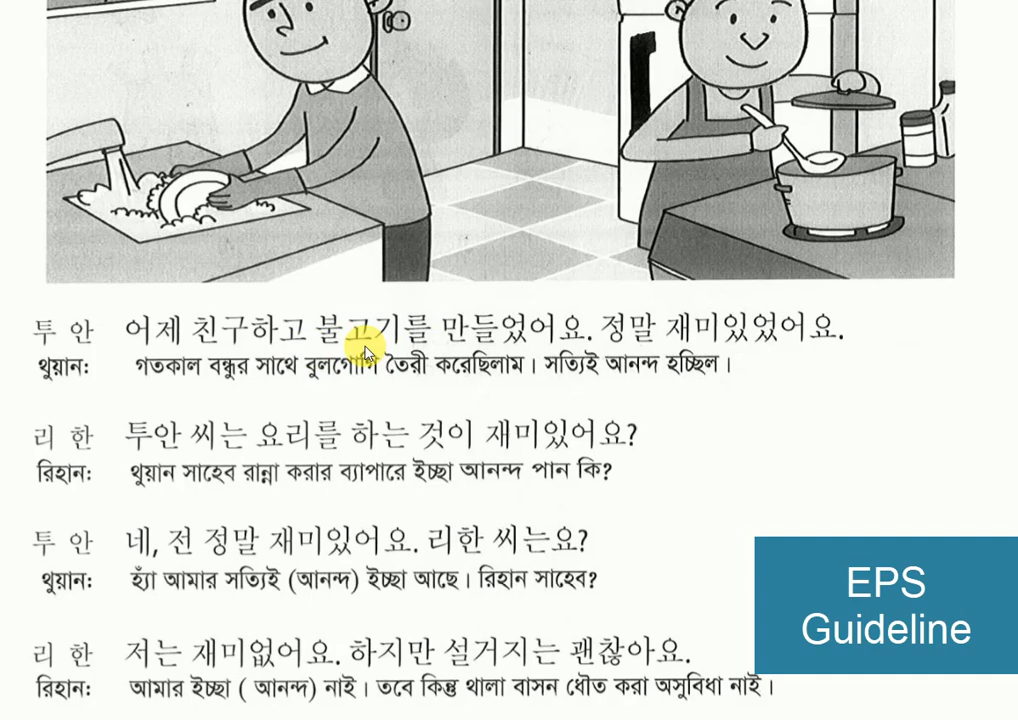 투 안 어제 친구하고 불고기를 만들었어요. 정말 재미있었어요.
থুয়ান: গতকাল বন্ধুর সাথে বুলগোগি তৈরী করেছিলাম। সত্যিই আনন্দ হচ্ছিল।
리 한 투안 씨는 요리를 하는 것이 재미있어요?
রিহান: থুয়ান সাহেব রান্না করার ব্যাপারে ইচ্ছা আনন্দ পান কি?
투 안 네, 전 정말 재미있어요. 리한 씨는요?
থুয়ান: হ্যাঁ আমার সত্যিই (আনন্দ) ইচ্ছা আছে। রিহান সাহেব?
리 한 저는 재미없어요. 하지만 설거지는 괜찮아요.
রিহান: আমার ইচ্ছা ( আনন্দ) নাই। তবে কিন্তু থালা বাসন ধৌত করা অসুবিধা নাই।
EPS
Guideline